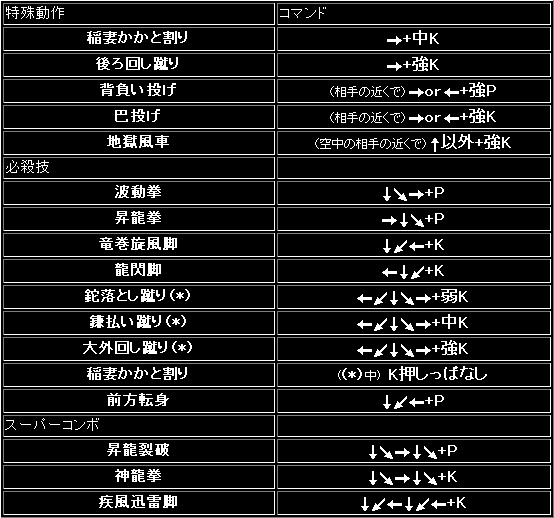 特殊動作 コマンド
稲妻かかと割り →+中K
後ろ回し蹴り →+強K
背負い投げ (相手の近くで)→or←+強P
巴投げ (相手の近くで)→or←+強K
地獄風車 (空中の相手の近くで)↑以外+強K
必殺技
波動拳 ↓↘→+P
昇龍拳 →↓↘+P
竜巻旋風脚 ↓↙←+K
龍閃脚 ←↓↙+K
鉈落とし蹴り(*) ←↙↓↘→+弱K
鎌払い蹴り(*) ←↙↓↘→+中K
大外回し蹴り(*) ←↙↓↘→+強K
稲妻かかと割り ((*)中) K押しっぱなし
前方転身 ↓↙←+P
スーパーコンボ
昇龍裂破 ↓↘→↓↘+P
神龍拳 ↓↘→↓↘+K
疾風迅雷脚 ↓↙←↓↙←+K